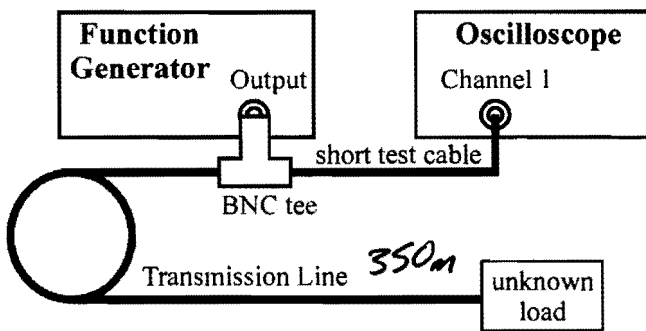 Function
Generator
Output
Oscilloscope
Channel 1
short test cable
BNC tee
Transmission Line 350m
unknown
load